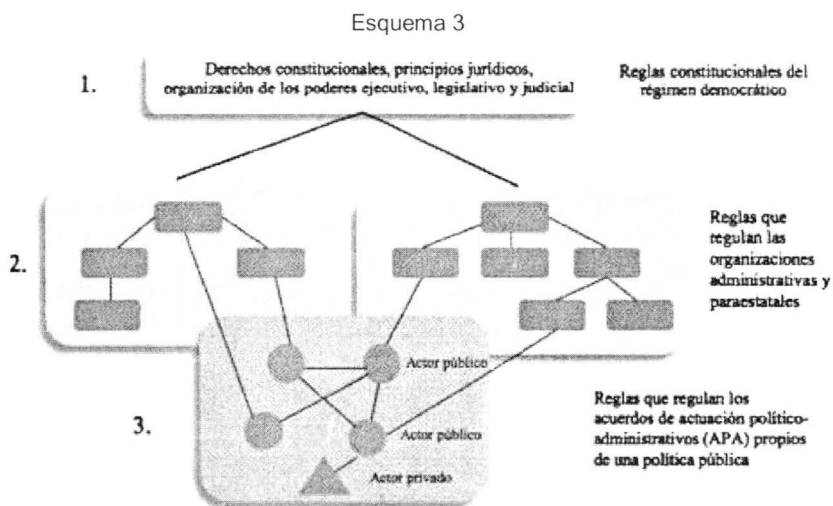 Esquema 3
1.
Derechos constitucionales, principios jurídicos,
organización de los poderes ejecutivo, legislativo y judicial
Reglas constitucionales del
régimen democrático
2.
Reglas que
regulan las
organizaciones
administrativas y
paraestatales
3.
Actor público
Actor público
Actor privado
Reglas que regulan los
acuerdos de actuación político-
administrativos (APA) propios
de una política pública